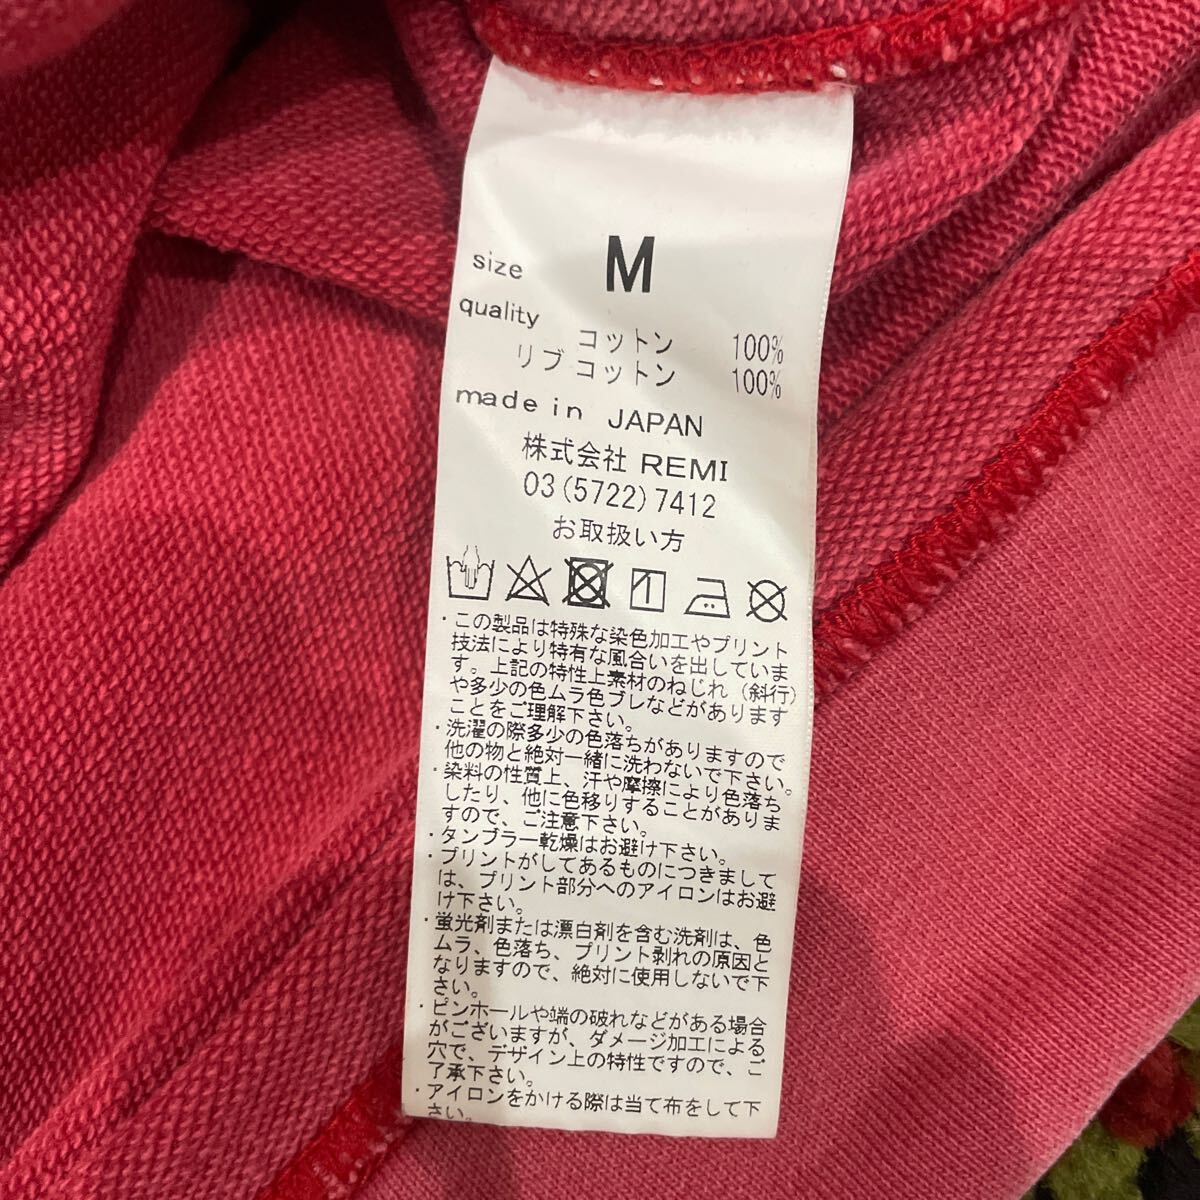 size M
quality
コットン 100%
リブ コットン 100%
made in JAPAN
株式会社 REMI
03(5722)7412
お取扱い方
・この製品は特殊な染色加工やプリント
技法により特有な風合いを出していま
す。上記の特性上素材のねじれ(斜行)
や多少の色ムラ色ブレなどがあります
ことをご理解下さい。
・洗濯の際多少の色落ちがありますので
他の物と絶対一緒に洗わないで下さい。
・染料の性質上、汗や摩擦により色落ち
したり、他に色移りすることがありま
すので、ご注意下さい。
・タンブラー乾燥はお避け下さい。
・プリントがしてあるものにつきまして
は、プリント部分へのアイロンはお避
け下さい。
・蛍光剤または漂白剤を含む洗剤は、色
ムラ、色落ち、プリント剥れの原因と
なりますので、絶対に使用しないで下
さい。
・ピンホールや端の破れなどがある場合
がございますが、ダメージ加工による
穴で、デザイン上の特性ですので、ご
了承下さい。
・アイロンをかける際は当て布をして下
さい。